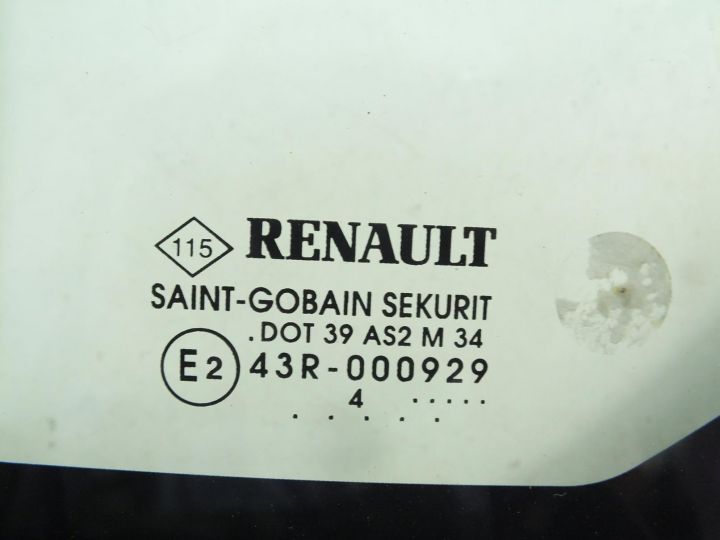 115 RENAULT
SAINT-GOBAIN SEKURIT
.DOT 39 AS2 M 34
E2 43R-000929
4 .....
. . . . .